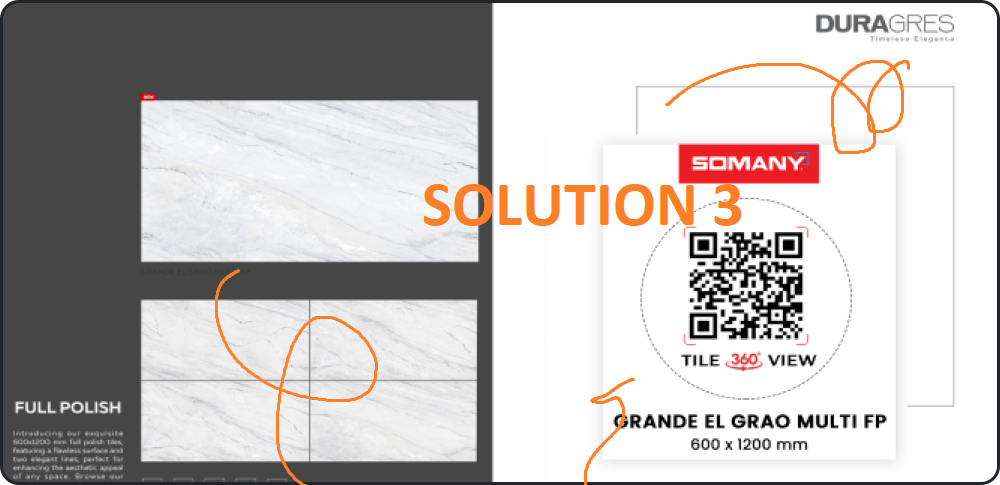 DURAGRES
Timeless Elegance
NEW
SOMANY
SOLUTION 3
TILE 360° VIEW
GRANDE EL GRAO MULTI FP
600 x 1200 mm
FULL POLISH
Introducing our exquisite
600x1200 mm full polish tiles,
featuring a flawless surface and
two elegant lines, perfect for
enhancing the aesthetic appeal
of any space. Browse our